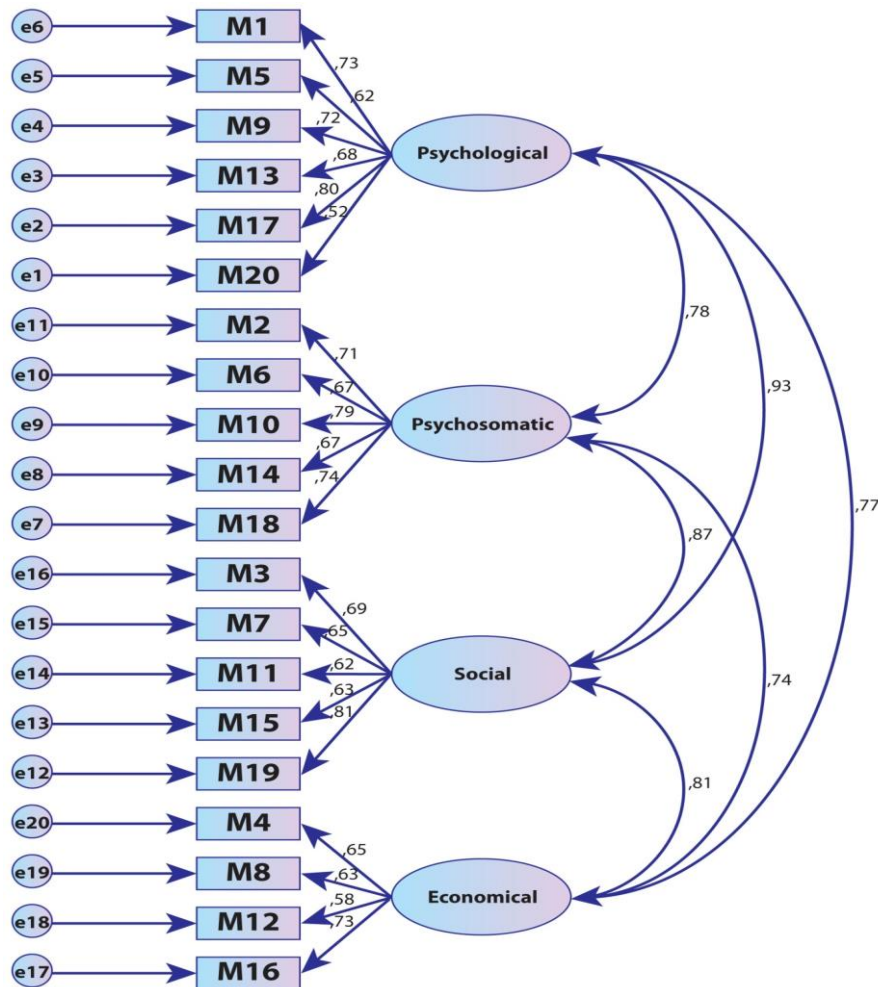 e6 M1
,73
e5 M5
,62
e4 M9
,72
Psychological
e3 M13
,68
,80
e2 M17
,52
e1 M20
e11 M2
,78
,71
e10 M6
,67
,93
e9 M10
,79
Psychosomatic
,67
e8 M14
,74
,77
e7 M18
,87
e16 M3
,69
e15 M7
,65
e14 M11
,62
Social
,74
,63
e13 M15
,81
e12 M19
,81
e20 M4
,65
e19 M8
,63
Economical
,58
e18 M12
,73
e17 M16